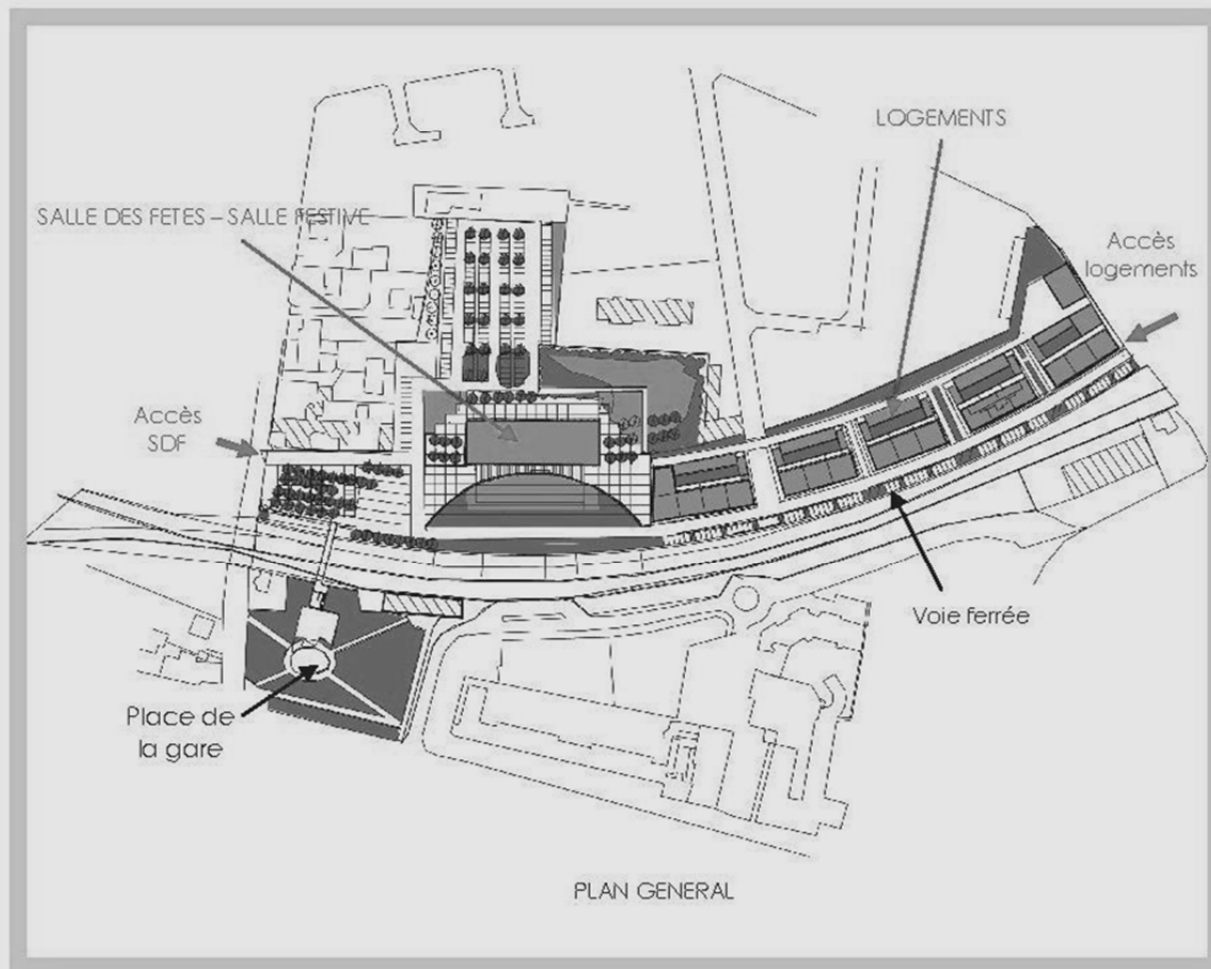 LOGEMENTS
SALLE DES FETES – SALLE FESTIVE
Accès
logements
Accès
SDF
Voie ferrée
Place de
la gare
PLAN GENERAL